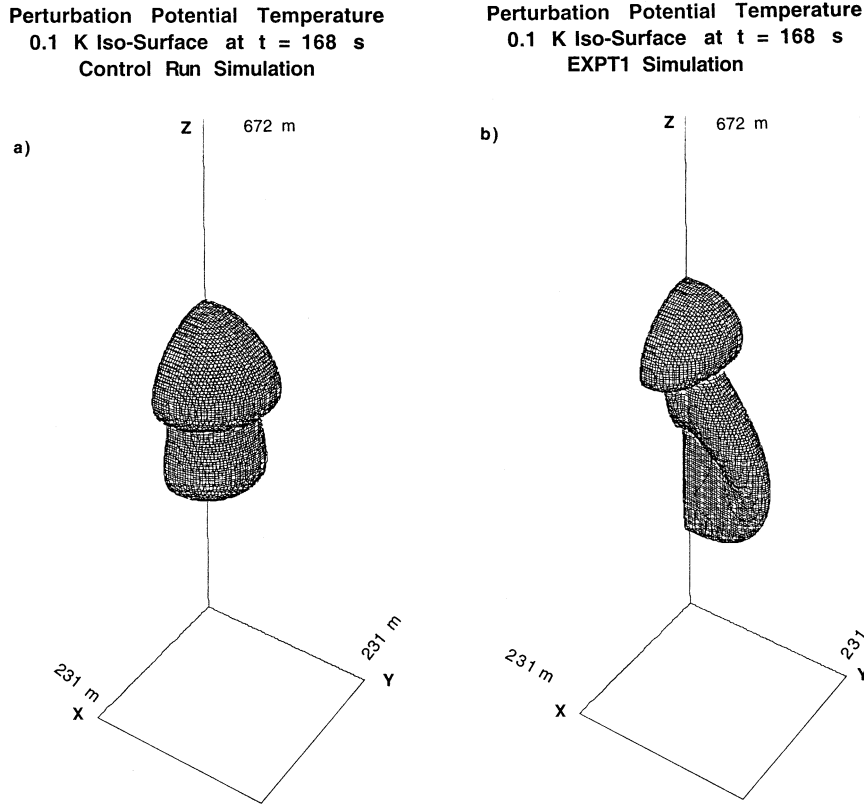 Perturbation Potential Temperature
0.1 K Iso-Surface at t = 168 s
Control Run Simulation
a)
Z 672 m
231 m
X
231 m
Y
Perturbation Potential Temperature
0.1 K Iso-Surface at t = 168 s
EXPT1 Simulation
b)
Z 672 m
231 m
X
231
Y